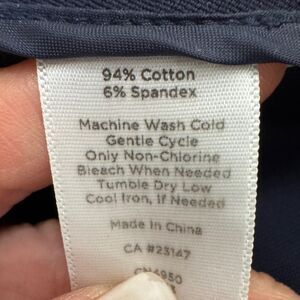 94% Cotton
6% Spandex
Machine Wash Cold
Gentle Cycle
Only Non-Chlorine
Bleach When Needed
Tumble Dry Low
Cool Iron, If Needed
Made In China
CA #23147
CN4950